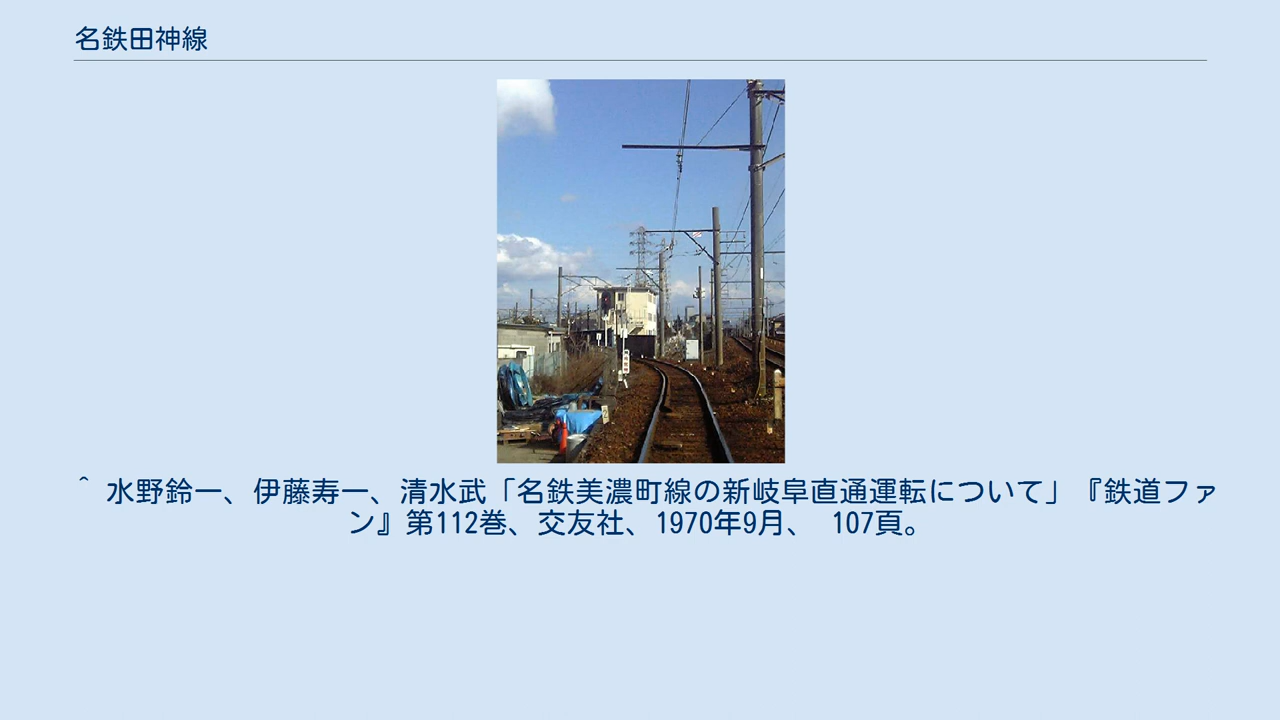 名鉄田神線
^ 水野鈴一、伊藤寿一、清水武「名鉄美濃町線の新岐阜直通運転について」『鉄道ファ
ン』第112巻、交友社、1970年9月、 107頁。